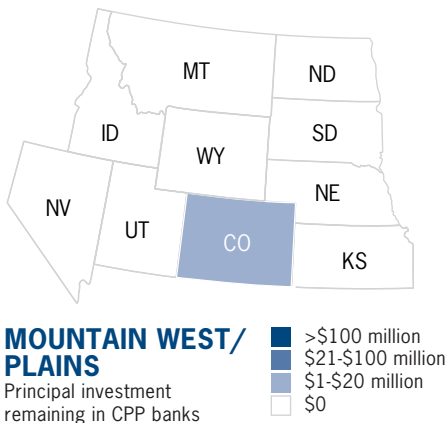 MT
ND
ID
SD
WY
NE
NV
UT
CO
KS
MOUNTAIN WEST/
PLAINS
Principal investment
remaining in CPP banks
>$100 million
$21-$100 million
$1-$20 million
$0